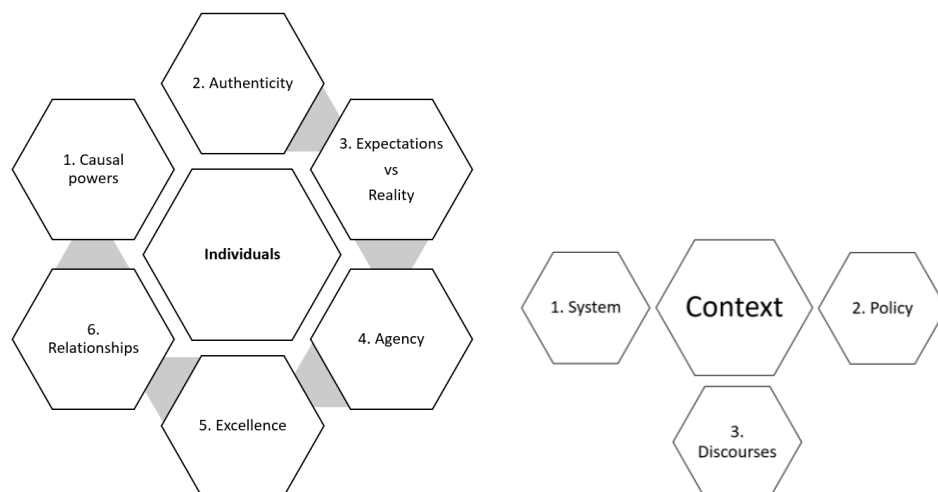 2. Authenticity
1. Causal
powers
3. Expectations
vs
Reality
Individuals
6.
Relationships
4. Agency
5. Excellence
1. System
Context
2. Policy
3.
Discourses